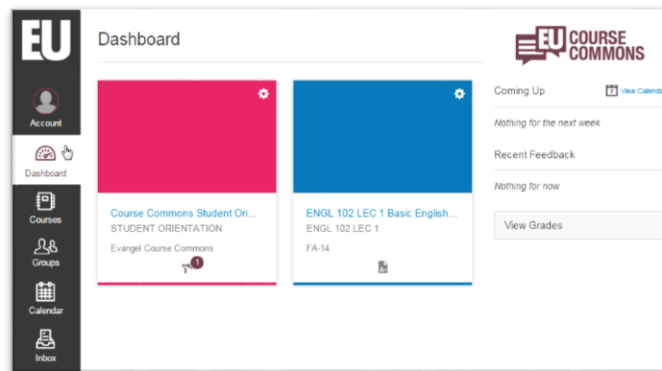 EU
Account
Dashboard
Courses
Groups
Calendar
Inbox
Dashboard
Course Commons Student Ori...
STUDENT ORIENTATION
Evangel Course Commons
1
ENGL 102 LEC 1 Basic English...
ENGL 102 LEC 1
FA-14
EU COURSE
COMMONS
Coming Up
View Calenda
Nothing for the next week
Recent Feedback
Nothing for now
View Grades